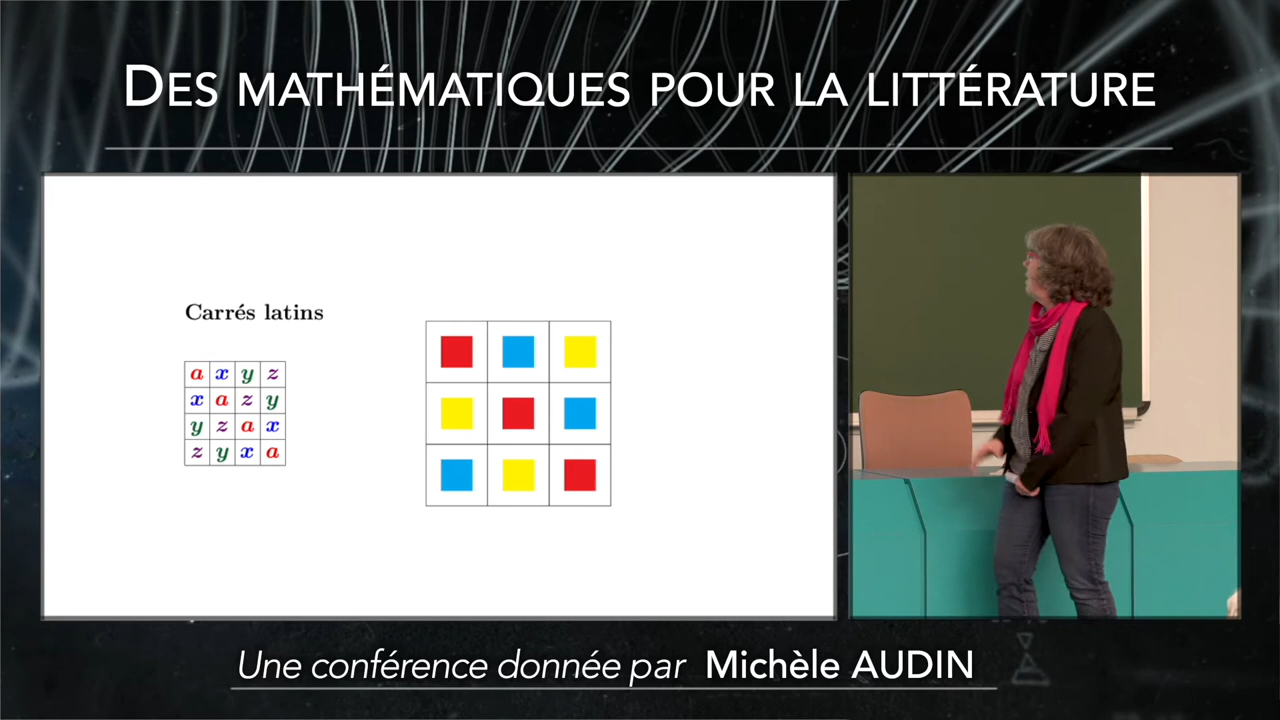 DES MATHÉMATIQUES POUR LA LITTÉRATURE
Carrés latins
a x y z
x a z y
y z a x
z y x a
Une conférence donnée par Michèle AUDIN